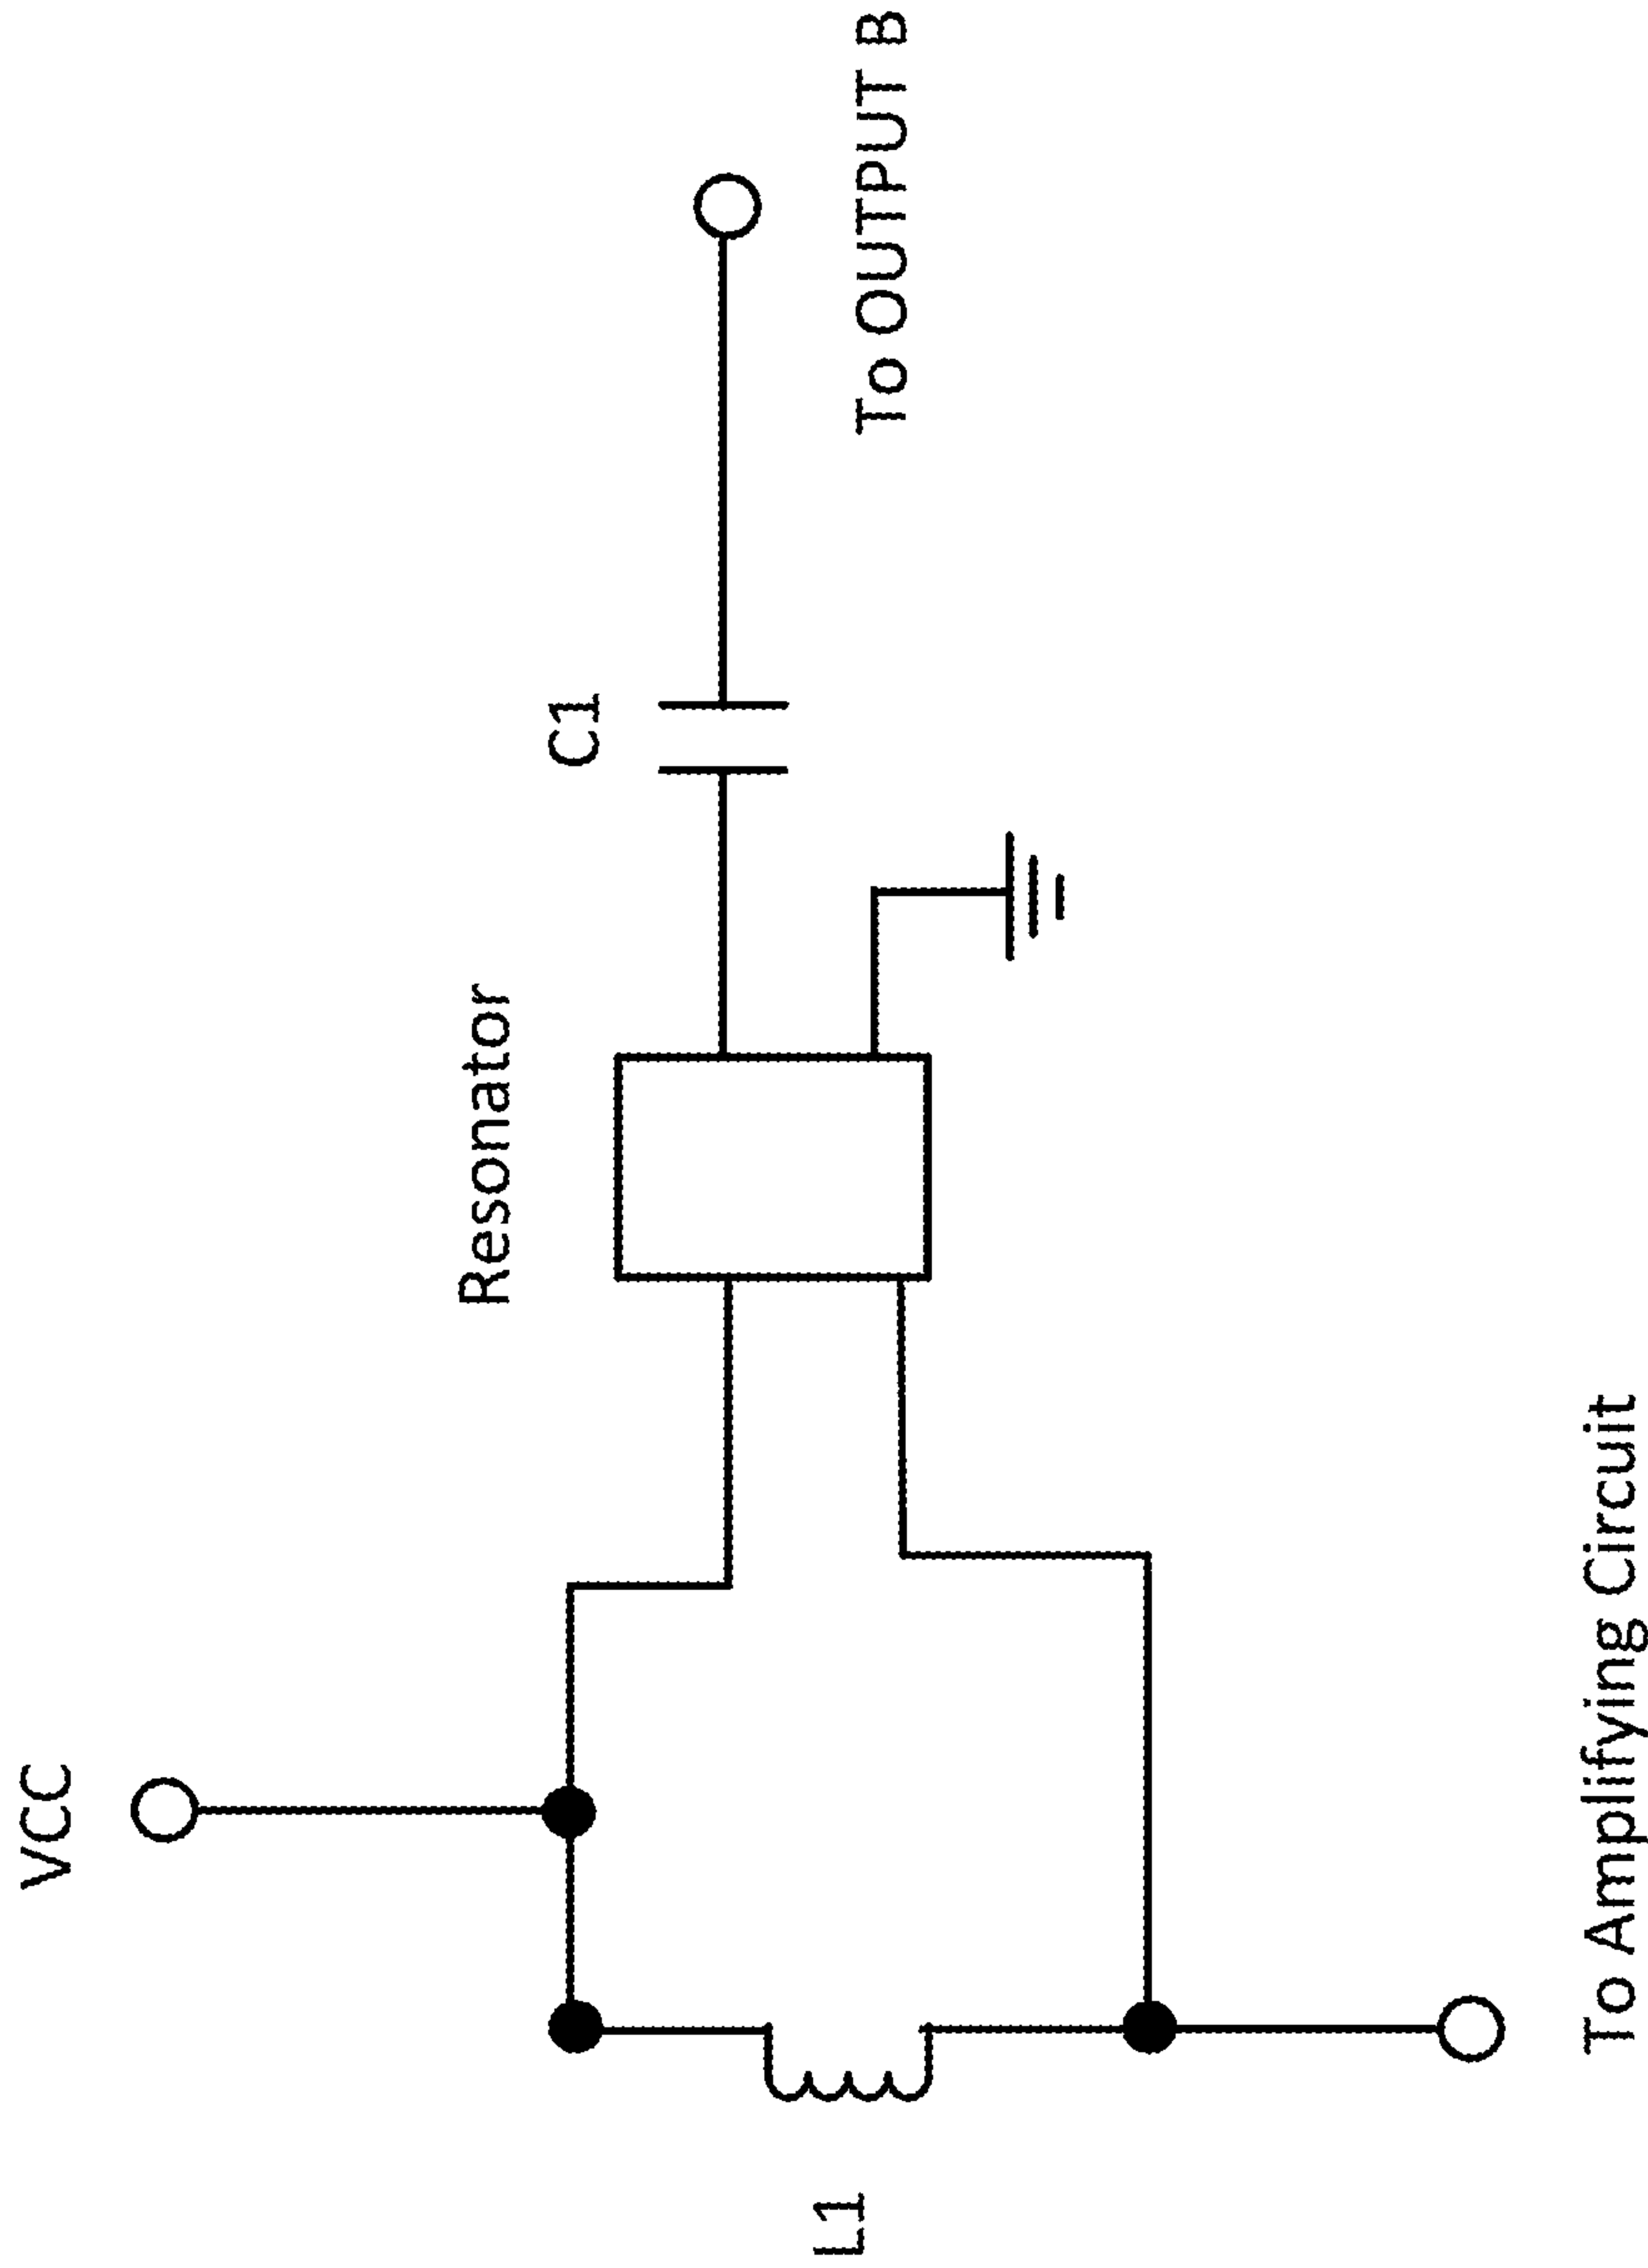 VCC
Resonator
C1
To OUTPUT B
L1
To Amplifying Circuit